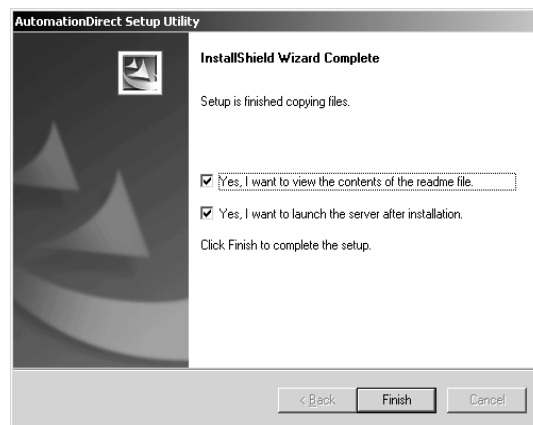 AutomationDirect Setup Utility
InstallShield Wizard Complete
Setup is finished copying files.
Yes, I want to view the contents of the readme file.
Yes, I want to launch the server after installation.
Click Finish to complete the setup.
< Back
Finish
Cancel